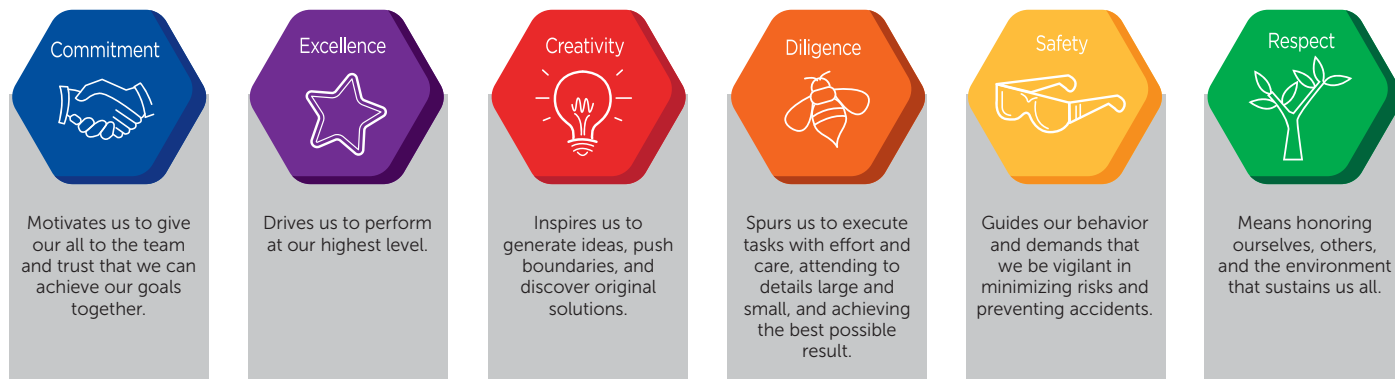 Commitment
Motivates us to give
our all to the team
and trust that we can
achieve our goals
together.
Excellence
Drives us to perform
at our highest level.
Creativity
Inspires us to
generate ideas, push
boundaries, and
discover original
solutions.
Diligence
Spurs us to execute
tasks with effort and
care, attending to
details large and
small, and achieving
the best possible
result.
Safety
Guides our behavior
and demands that
we be vigilant in
minimizing risks and
preventing accidents.
Respect
Means honoring
ourselves, others,
and the environment
that sustains us all.